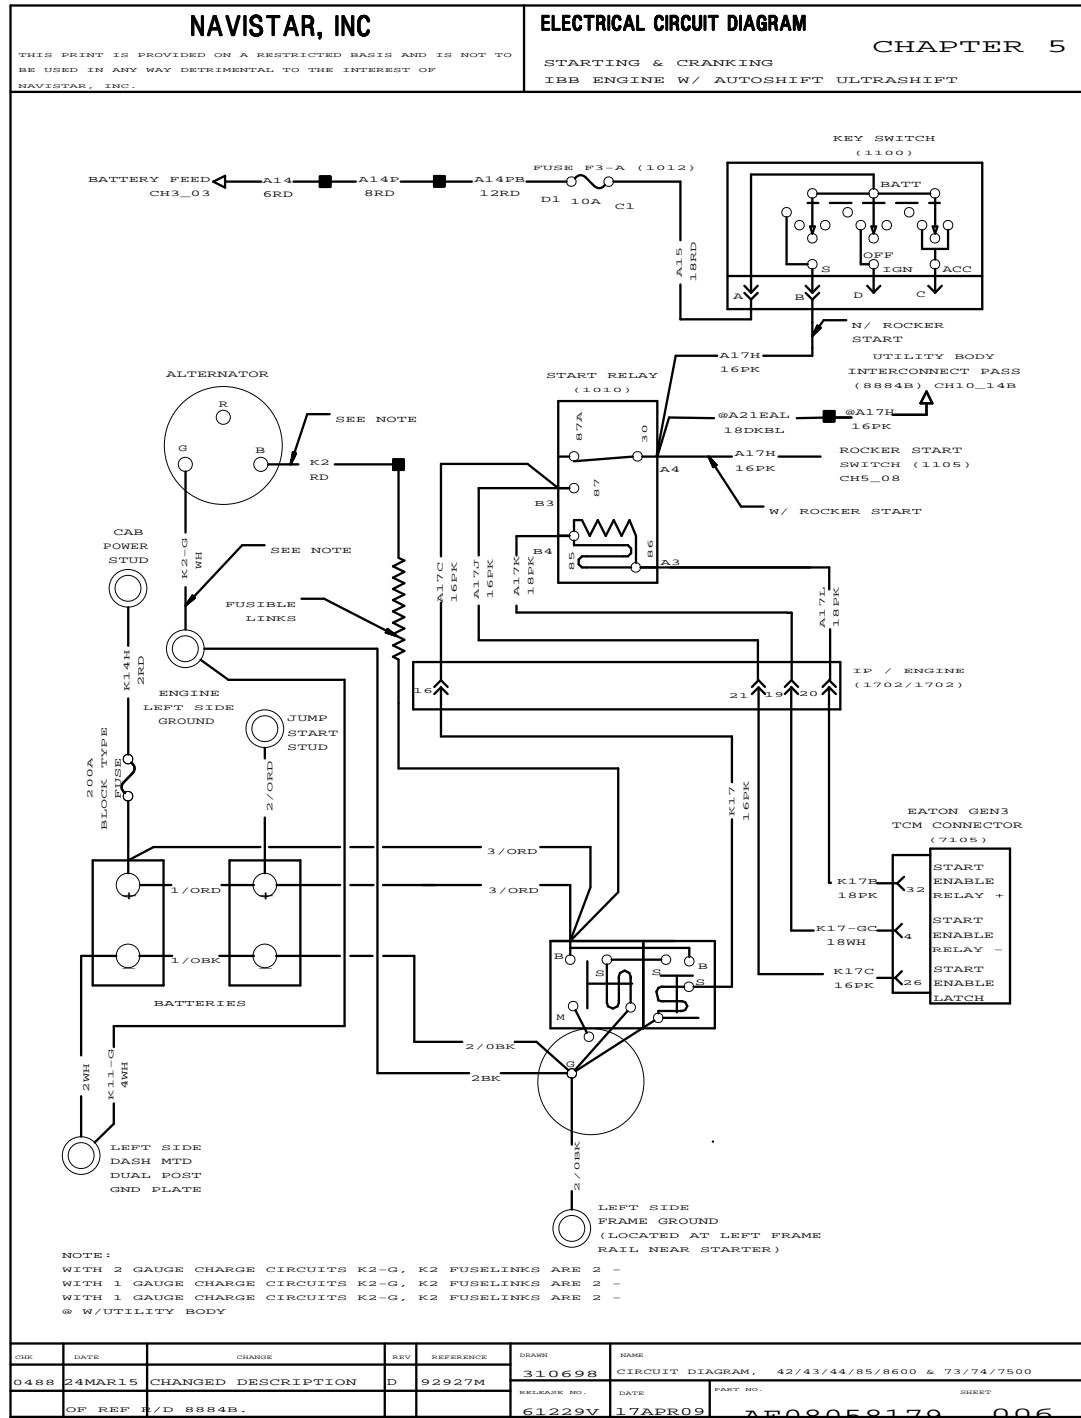 NAVISTAR, INC
THIS PRINT IS PROVIDED ON A RESTRICTED BASIS AND IS NOT TO
BE USED IN ANY WAY DETRIMENTAL TO THE INTEREST OF
NAVISTAR, INC.
ELECTRICAL CIRCUIT DIAGRAM
CHAPTER 5
STARTING & CRANKING
IBB ENGINE W/ AUTOSHIFT ULTRASHIFT
KEY SWITCH
(1100)
BATTERY FEED
CH3_03
A14
6RD
A14P
8RD
A14PB
12RD
FUSE F3-A (1012)
D1 10A C1
A15
18RD
BATT
OFF
S
IGN
ACC
A
B
D
C
N/ ROCKER
START
A17H
16PK
UTILITY BODY
INTERCONNECT PASS
(8884B) CH10_14B
@A21EAL
18DKBL
@A17H
16PK
A17H
16PK
ROCKER START
SWITCH (1105)
CH5_08
W/ ROCKER START
START RELAY
(1010)
87A
30
87
A4
B3
B4
85
86
A3
ALTERNATOR
R
G
B
SEE NOTE
K2
RD
K2-G
WH
SEE NOTE
FUSIBLE
LINKS
CAB
POWER
STUD
K14H
2RD
ENGINE
LEFT SIDE
GROUND
JUMP
START
STUD
200A
BLOCK TYPE
FUSE
2/ORD
A17C
16PK
A17J
16PK
A17K
18PK
A17L
18PK
IP / ENGINE
(1702/1702)
16
21
19
20
K17
16PK
EATON GEN3
TCM CONNECTOR
(7105)
K17B
18PK
32
START
ENABLE
RELAY +
K17-GC
18WH
4
START
ENABLE
RELAY -
K17C
16PK
26
START
ENABLE
LATCH
3/ORD
3/ORD
1/ORD
+
+
1/OBK
-
-
BATTERIES
B
S
S
B
S
M
G
2/0BK
2BK
2WH
K11-G
4WH
LEFT SIDE
DASH MTD
DUAL POST
GND PLATE
2/0BK
LEFT SIDE
FRAME GROUND
(LOCATED AT LEFT FRAME
RAIL NEAR STARTER)
NOTE:
WITH 2 GAUGE CHARGE CIRCUITS K2-G, K2 FUSELINKS ARE 2 -
WITH 1 GAUGE CHARGE CIRCUITS K2-G, K2 FUSELINKS ARE 2 -
WITH 1 GAUGE CHARGE CIRCUITS K2-G, K2 FUSELINKS ARE 2 -
@ W/UTILITY BODY
CHK DATE CHANGE REV REFERENCE
0488 24MAR15 CHANGED DESCRIPTION D 92927M
OF REF R/D 8884B.
DRAWN
310698
NAME
CIRCUIT DIAGRAM, 42/43/44/85/8600 & 73/74/7500
RELEASE NO.
61229V
DATE
17APR09
PART NO.
AF08058179
SHEET
006